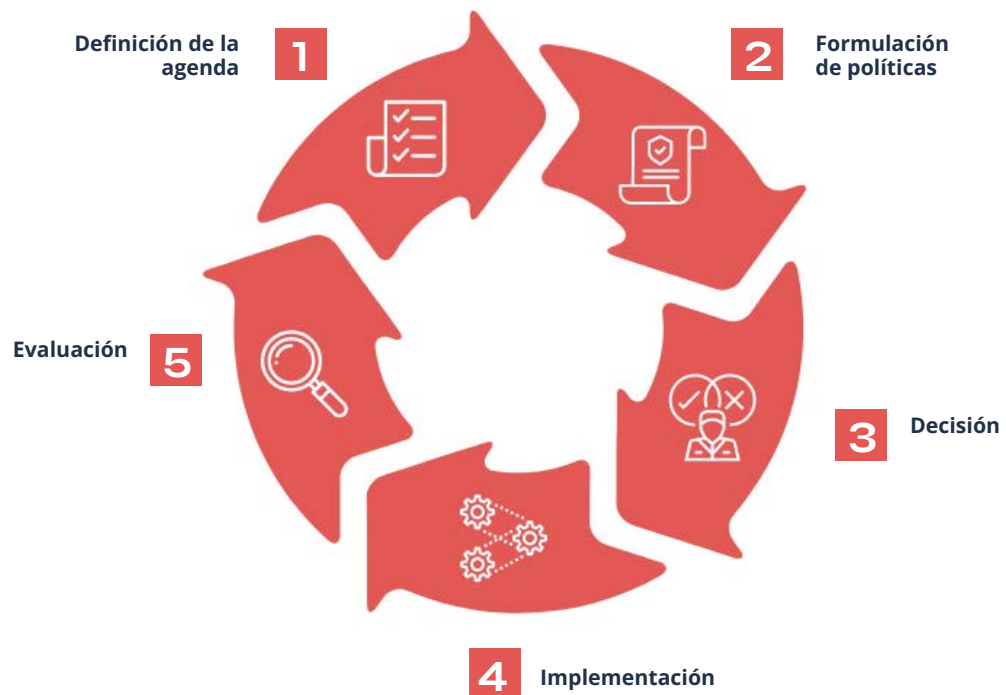 1
Definición de la
agenda
2
Formulación
de políticas
3
Decisión
4
Implementación
5
Evaluación